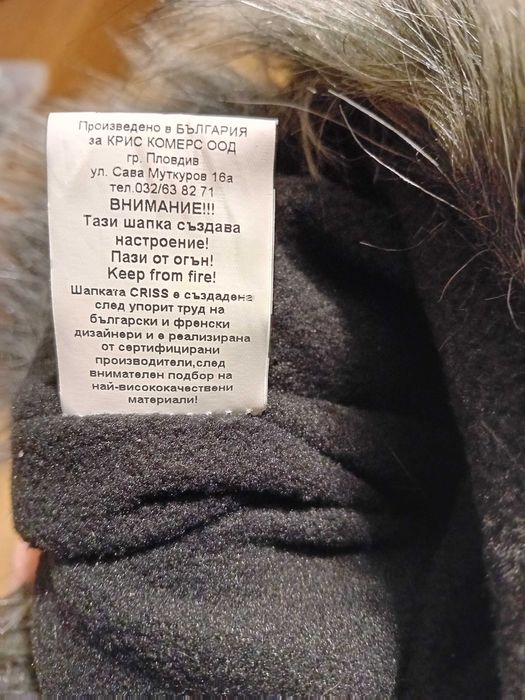 Произведено в БЪЛГАРИЯ
за КРИС КОМЕРС ООД
гр. Пловдив
ул. Сава Муткуров 16а
тел.032/63 82 71
ВНИМАНИЕ!!!
Тази шапка създава
настроение!
Пази от огън!
Keep from fire!
Шапката CRISS е създадена
след упорит труд на
български и френски
дизайнери и е реализирана
от сертифицирани
производители,след
внимателен подбор на
най-висококачествени
материали!